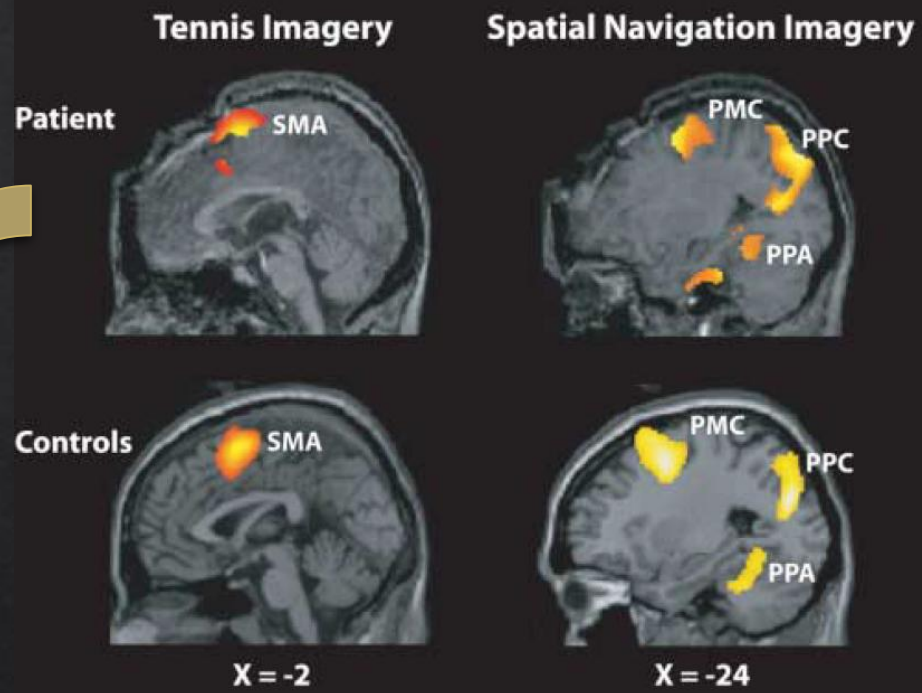 Tennis Imagery
Spatial Navigation Imagery
Patient
SMA
PMC
PPC
PPA
Controls
SMA
PMC
PPC
PPA
X = -2
X = -24